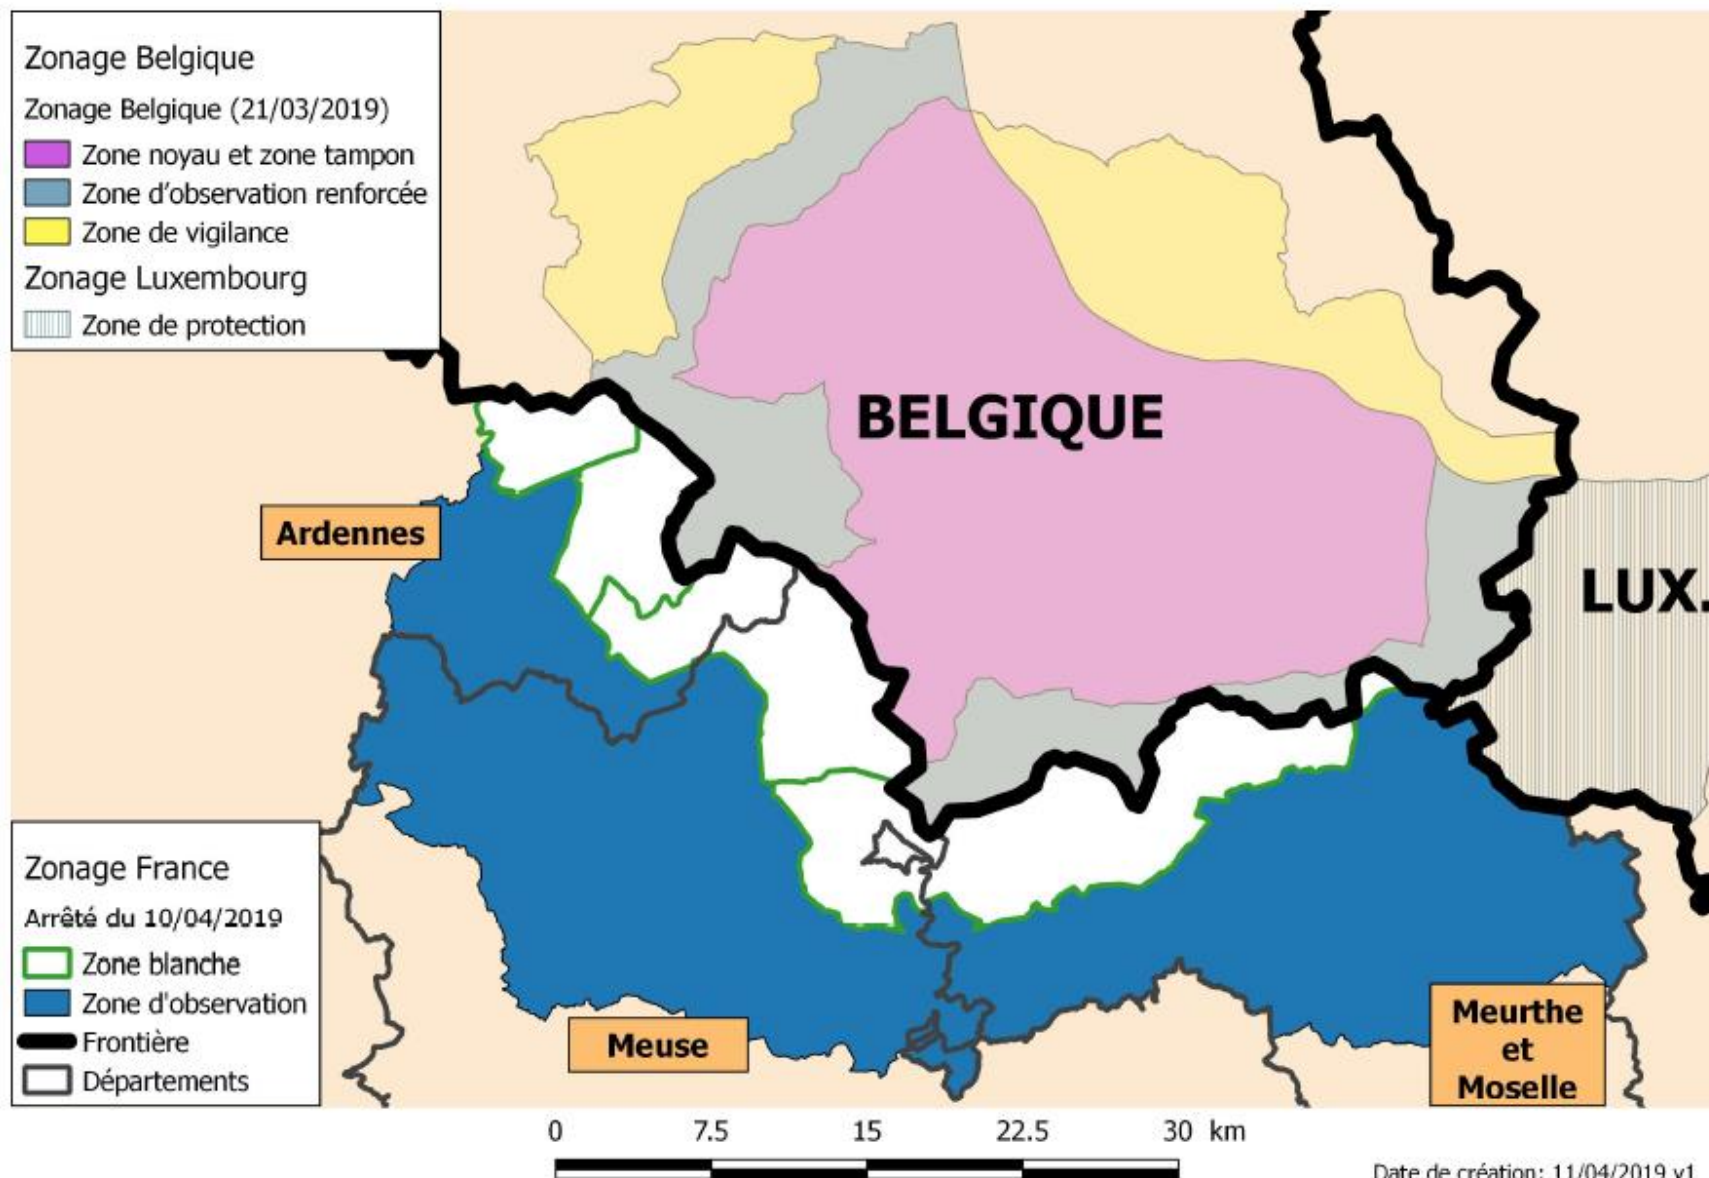 Zonage Belgique
Zonage Belgique (21/03/2019)
Zone noyau et zone tampon
Zone d'observation renforcée
Zone de vigilance
Zonage Luxembourg
Zone de protection
BELGIQUE
Ardennes
LUX.
Zonage France
Arrêté du 10/04/2019
Zone blanche
Zone d'observation
Frontière
Départements
Meuse
Meurthe
et
Moselle
0 7.5 15 22.5 30 km
Date de création: 11/04/2019 v1